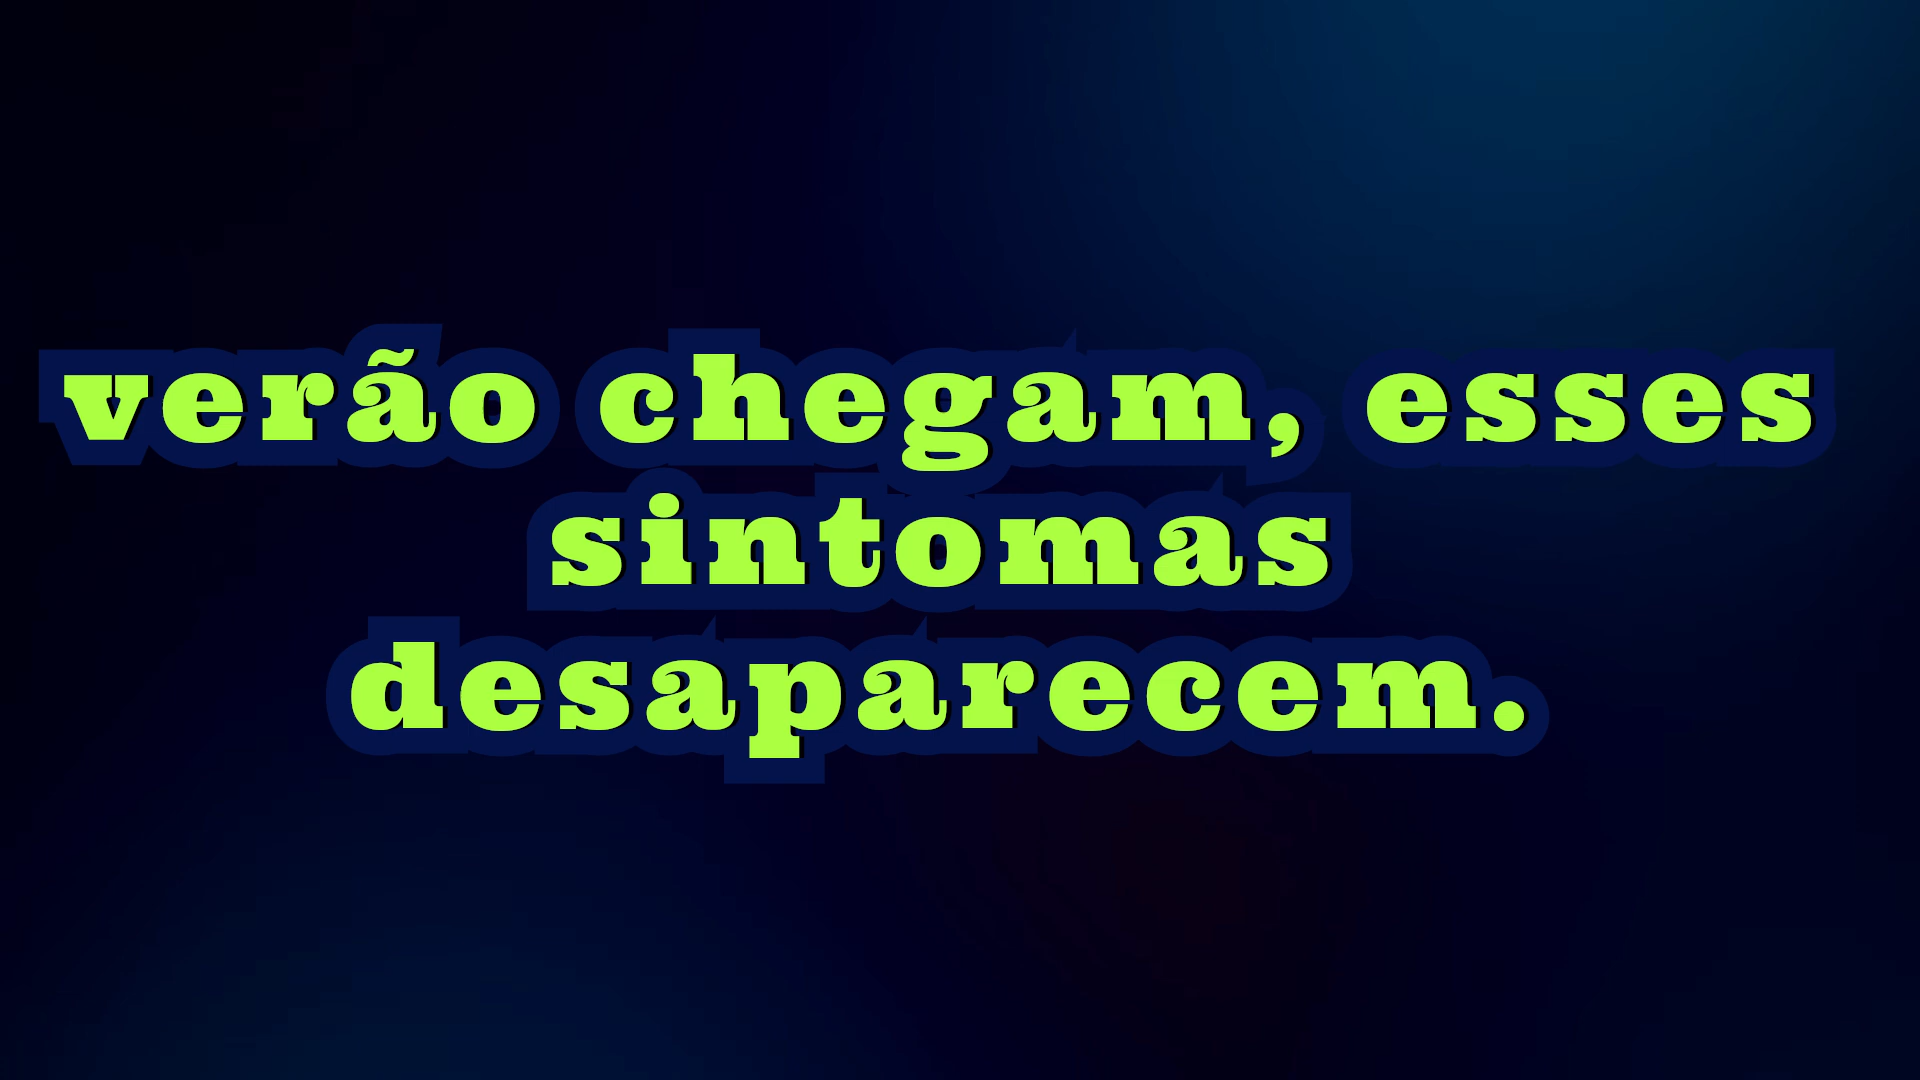 verão chegam, esses
sintomas
desaparecem.